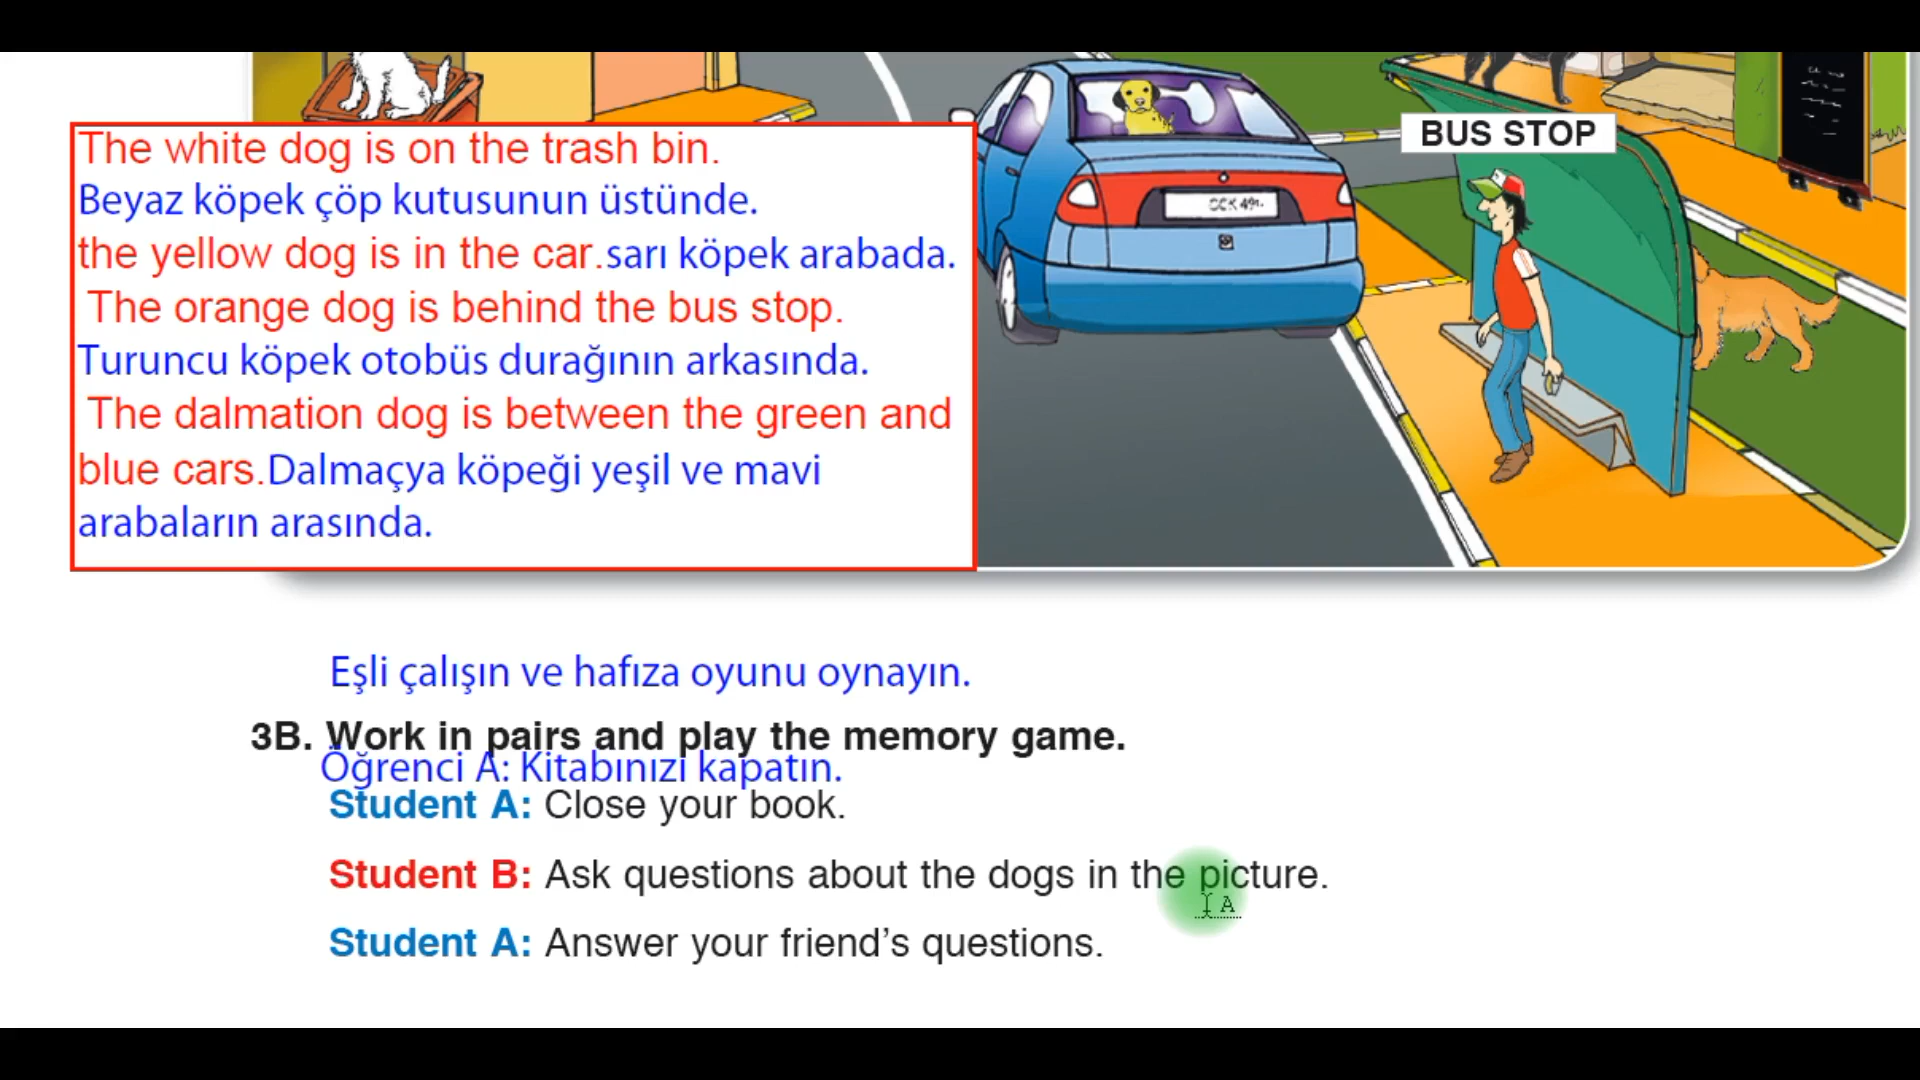 BUS STOP
The white dog is on the trash bin.
Beyaz köpek çöp kutusunun üstünde.
the yellow dog is in the car.sarı köpek arabada.
The orange dog is behind the bus stop.
Turuncu köpek otobüs durağının arkasında.
The dalmation dog is between the green and
blue cars.Dalmaçya köpeği yeşil ve mavi
arabaların arasında.
Eşli çalışın ve hafıza oyunu oynayın.
3B. Work in pairs and play the memory game.
Öğrenci A: Kitabınızı kapatın.
Student A: Close your book.
Student B: Ask questions about the dogs in the picture.
Student A: Answer your friend's questions.